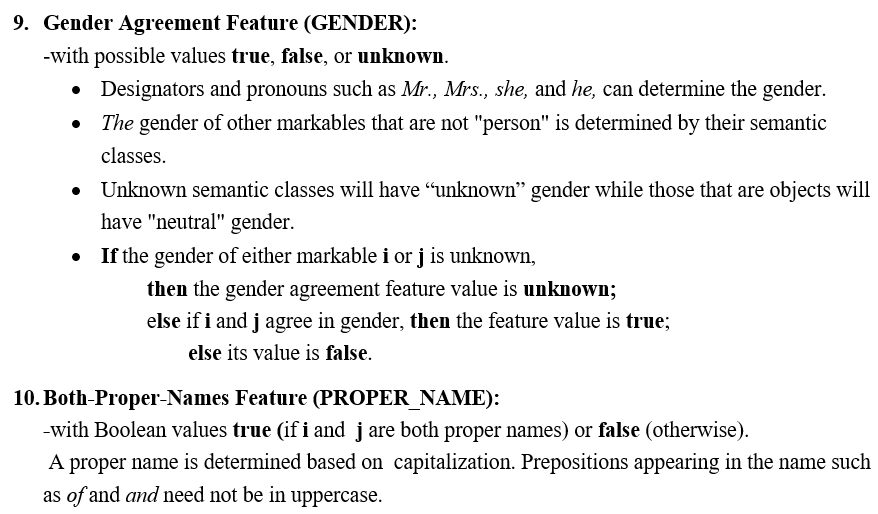 9. Gender Agreement Feature (GENDER):
-with possible values true, false, or unknown.
• Designators and pronouns such as Mr., Mrs., she, and he, can determine the gender.
• The gender of other markables that are not "person" is determined by their semantic
classes.
• Unknown semantic classes will have “unknown” gender while those that are objects will
have "neutral" gender.
• If the gender of either markable i or j is unknown,
then the gender agreement feature value is unknown;
else if i and j agree in gender, then the feature value is true;
else its value is false.
10. Both-Proper-Names Feature (PROPER_NAME):
-with Boolean values true (if i and j are both proper names) or false (otherwise).
A proper name is determined based on capitalization. Prepositions appearing in the name such
as of and and need not be in uppercase.